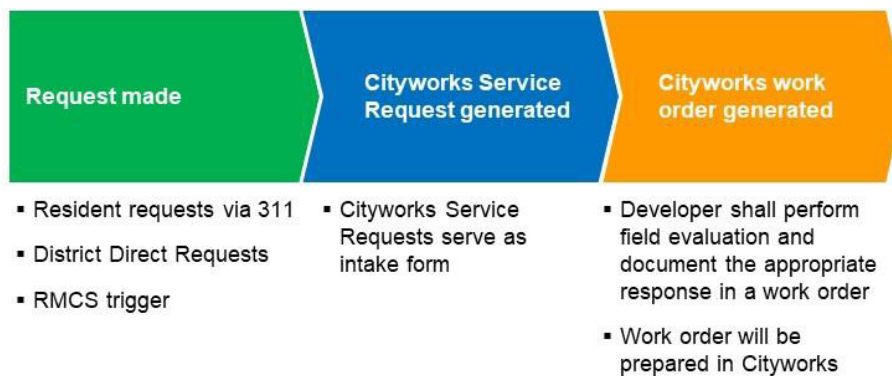 Request made
Cityworks Service
Request generated
Cityworks work
order generated
▪ Resident requests via 311
▪ District Direct Requests
▪ RMCS trigger
▪ Cityworks Service
Requests serve as
intake form
▪ Developer shall perform
field evaluation and
document the appropriate
response in a work order
▪ Work order will be
prepared in Cityworks